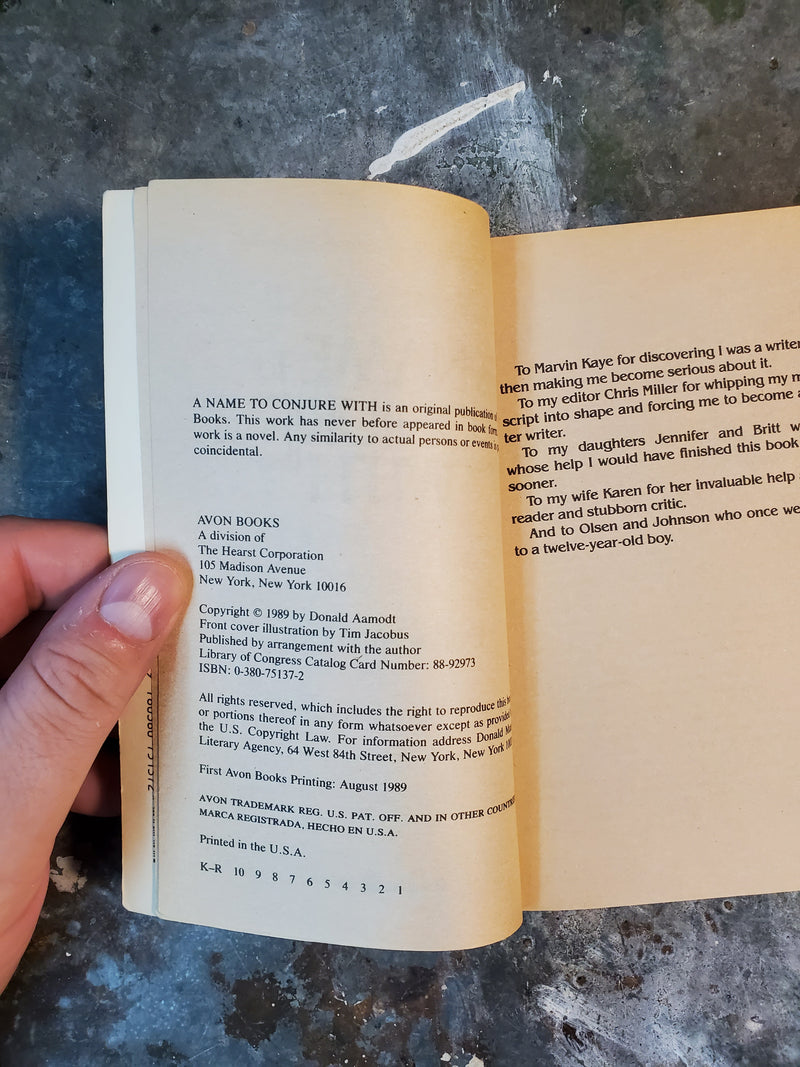 A NAME TO CONJURE WITH is an original publication
Books. This work has never before appeared in book form.
work is a novel. Any similarity to actual persons or events is
coincidental.
AVON BOOKS
A division of
The Hearst Corporation
105 Madison Avenue
New York, New York 10016
Copyright © 1989 by Donald Aamodt
Front cover illustration by Tim Jacobus
Published by arrangement with the author
Library of Congress Catalog Card Number: 88-92973
ISBN: 0-380-75137-2
All rights reserved, which includes the right to reproduce this
or portions thereof in any form whatsoever except as provided
the U.S. Copyright Law. For information address Donald
Literary Agency, 64 West 84th Street, New York, New York
First Avon Books Printing: August 1989
AVON TRADEMARK REG. U.S. PAT. OFF. AND IN OTHER
MARCA REGISTRADA, HECHO EN U.S.A.
Printed in the U.S.A.
K–R 10 9 8 7 6 5 4 3 2 1
To Marvin Kaye for discovering I was a writer
then making me become serious about it.
To my editor Chris Miller for whipping my
script into shape and forcing me to become
ter writer.
To my daughters Jennifer and Britt
whose help I would have finished this book
sooner.
To my wife Karen for her invaluable help
reader and stubborn critic.
And to Olsen and Johnson who once
to a twelve-year-old boy.